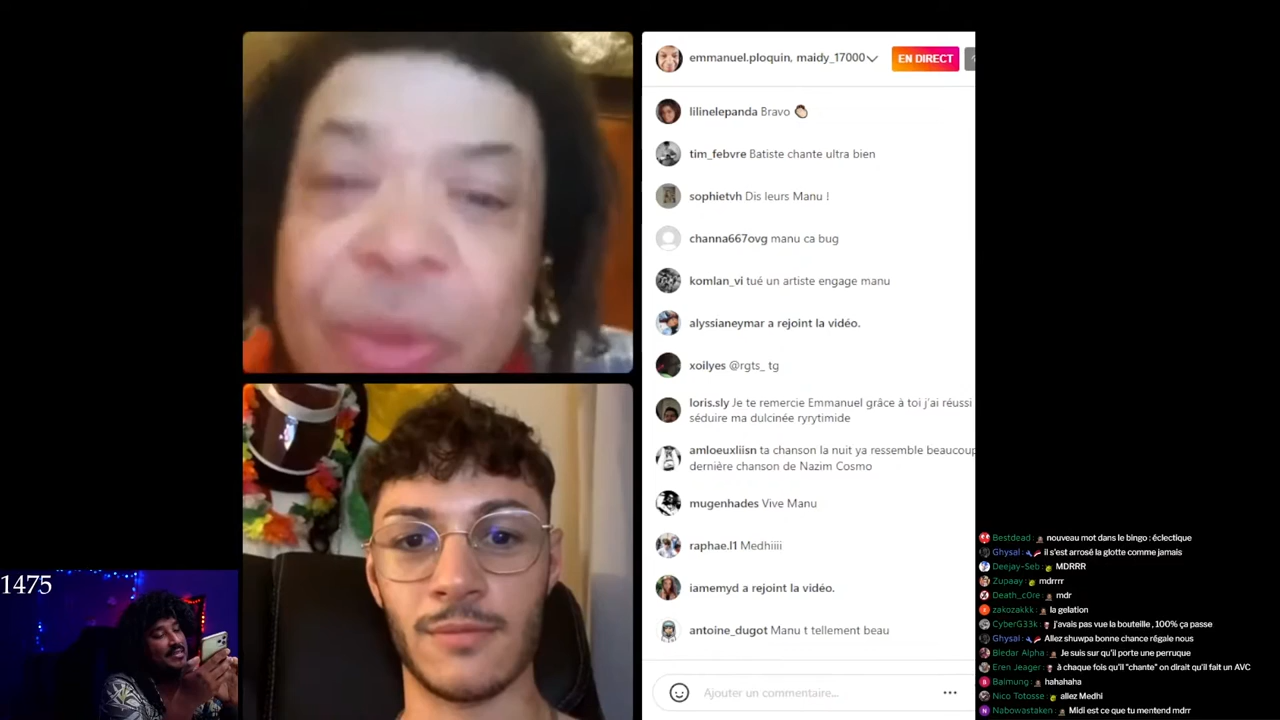 emmanuel.ploquin, maidy_17000
EN DIRECT
lilinelepanda Bravo
tim_febvre Batiste chante ultra bien
sophietvh Dis leurs Manu !
channa667ovg manu ca bug
komlan_vi tué un artiste engage manu
alyssianeymar a rejoint la vidéo.
xoilyes @rgts_ tg
loris.sly Je te remercie Emmanuel grâce à toi j'ai réussi
séduire ma dulcinée ryrytimide
amloeuxliisn ta chanson la nuit ya ressemble beaucoup
dernière chanson de Nazim Cosmo
mugenhades Vive Manu
raphae.l1 Medhiiii
iamemyd a rejoint la vidéo.
antoine_dugot Manu t tellement beau
Ajouter un commentaire...
1475
Bestdead : nouveau mot dans le bingo : éclectique
Ghysal : il s'est arrosé la glotte comme jamais
Deejay-Seb : MDRRR
Zupaay : mdrrrr
Death_c0re : mdr
zakozakkk : la gelation
CyberG33k : j'avais pas vue la bouteille , 100% ça passe
Ghysal : Allez shuwpa bonne chance régale nous
Bledar Alpha : Je suis sur qu'il porte une perruque
Eren Jeager : à chaque fois qu'il "chante" on dirait qu'il fait un AVC
Balmung : hahahaha
Nico Totosse : allez Medhi
Nabowastaken : Midi est ce que tu mentend mdrr